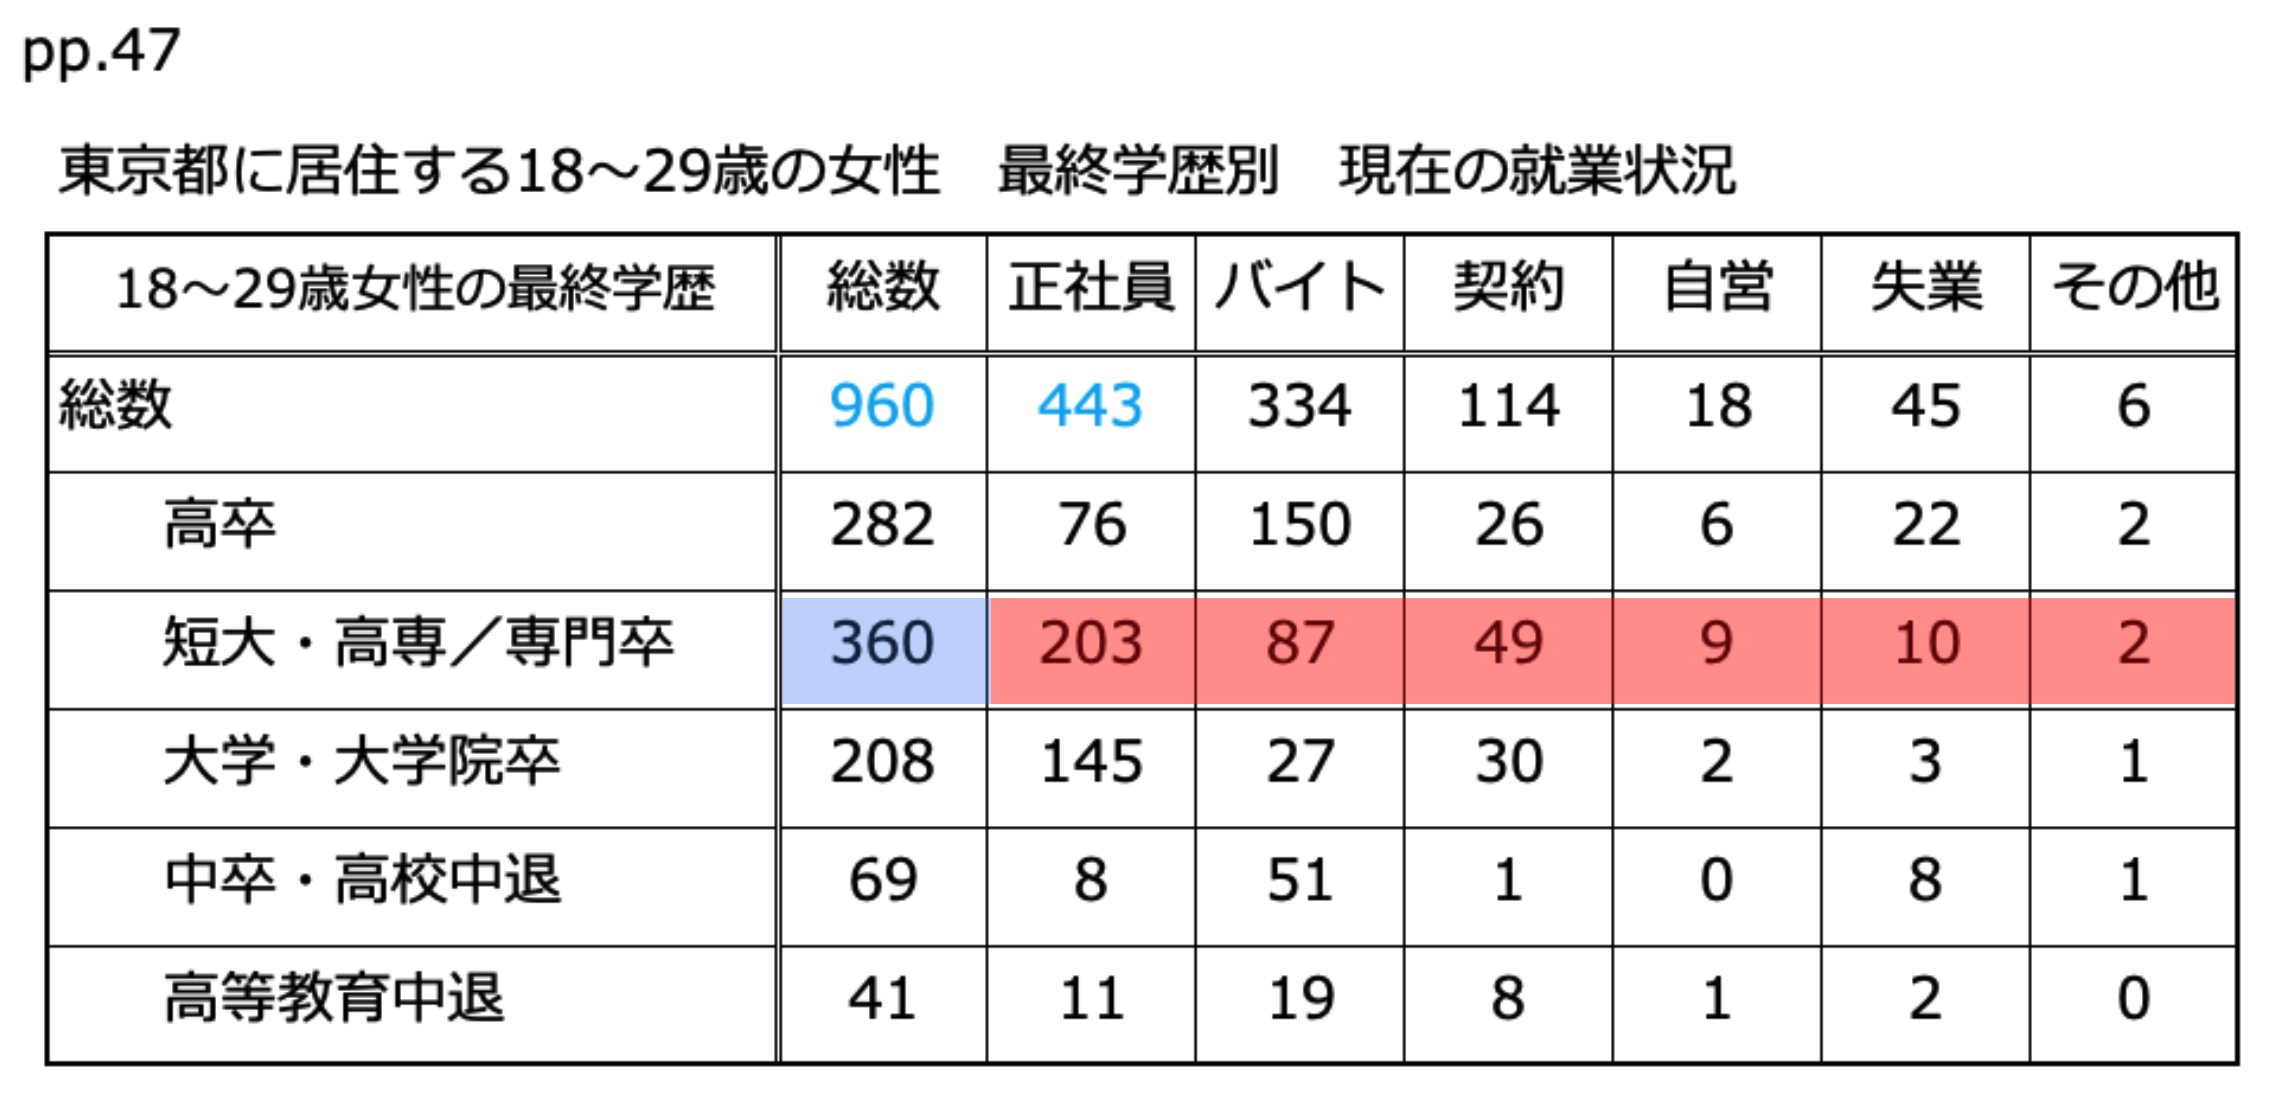 pp.47
東京都に居住する18～29歳の女性　最終学歴別　現在の就業状況
18～29歳女性の最終学歴 総数 正社員 バイト 契約 自営 失業 その他
総数 960 443 334 114 18 45 6
高卒 282 76 150 26 6 22 2
短大・高専／専門卒 360 203 87 49 9 10 2
大学・大学院卒 208 145 27 30 2 3 1
中卒・高校中退 69 8 51 1 0 8 1
高等教育中退 41 11 19 8 1 2 0